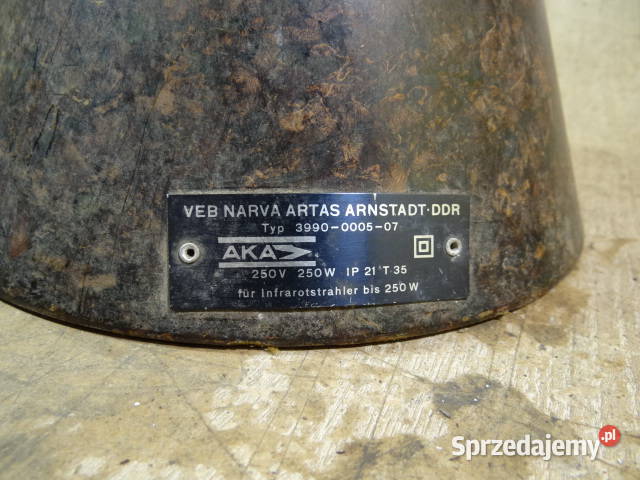 VEB NARVA ARTAS ARNSTADT·DDR
Typ 3990-0005-07
AKA
250V 250W IP 21 T 35
für Infrarotstrahler bis 250W
Sprzedajemy.pl